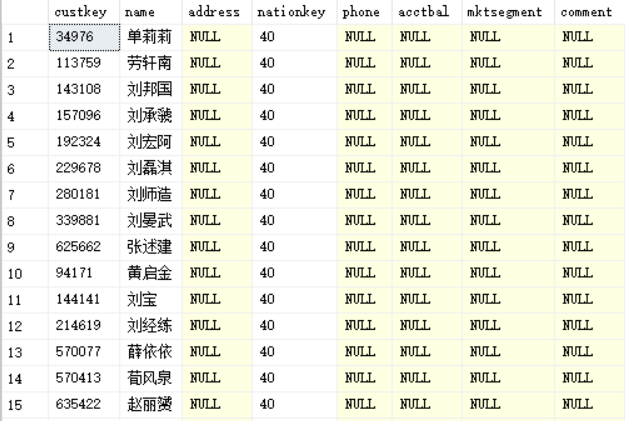 custkey name address nationkey phone acctbal mktsegment comment
1 34976 单莉莉 NULL 40 NULL NULL NULL NULL
2 113759 劳轩南 NULL 40 NULL NULL NULL NULL
3 143108 刘邦国 NULL 40 NULL NULL NULL NULL
4 157096 刘承虢 NULL 40 NULL NULL NULL NULL
5 192324 刘宏阿 NULL 40 NULL NULL NULL NULL
6 229678 刘磊淇 NULL 40 NULL NULL NULL NULL
7 280181 刘师造 NULL 40 NULL NULL NULL NULL
8 339881 刘晏武 NULL 40 NULL NULL NULL NULL
9 625662 张述建 NULL 40 NULL NULL NULL NULL
10 94171 黄启金 NULL 40 NULL NULL NULL NULL
11 144141 刘宝 NULL 40 NULL NULL NULL NULL
12 214619 刘经练 NULL 40 NULL NULL NULL NULL
13 570077 薛依依 NULL 40 NULL NULL NULL NULL
14 570413 荀风泉 NULL 40 NULL NULL NULL NULL
15 635422 赵丽赟 NULL 40 NULL NULL NULL NULL